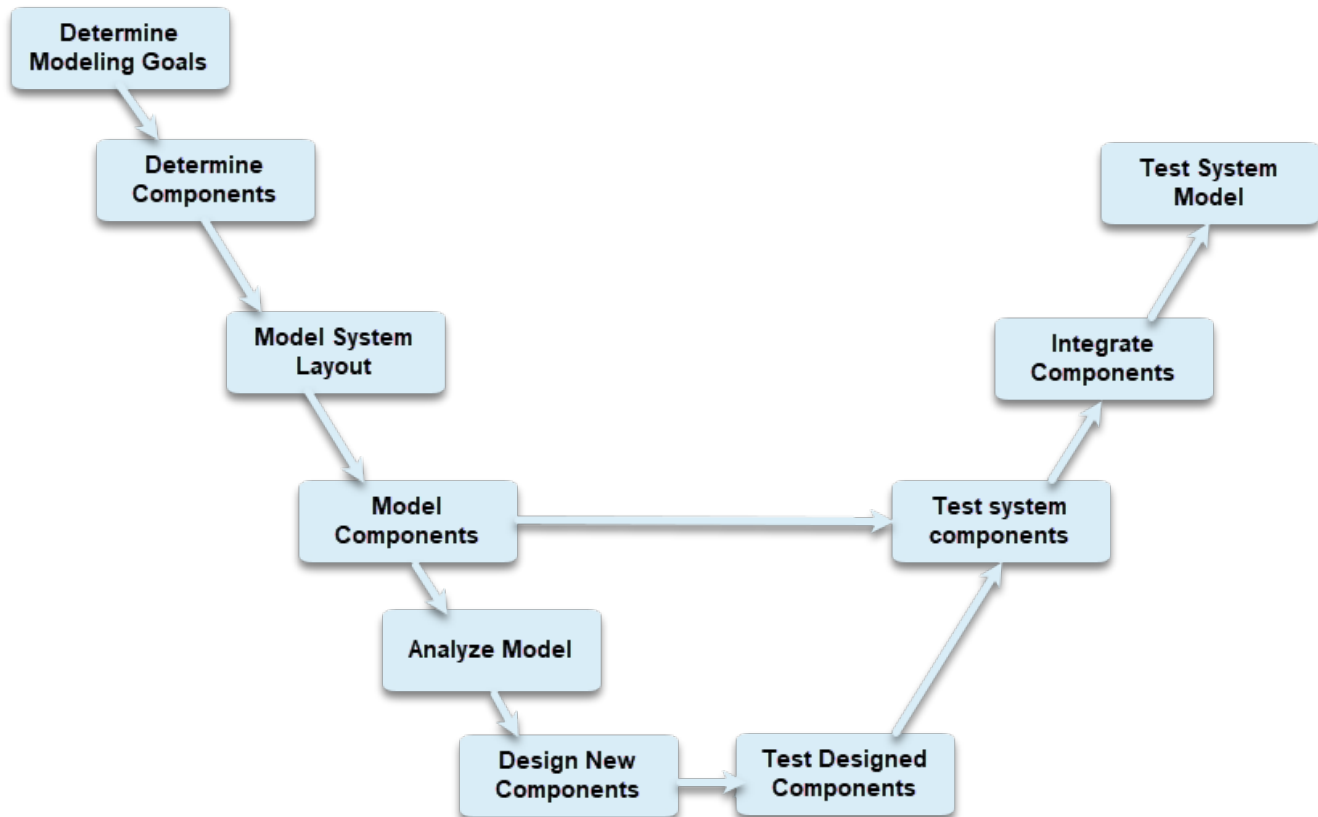 Determine
Modeling Goals
Determine
Components
Model System
Layout
Model
Components
Analyze Model
Design New
Components
Test Designed
Components
Test system
components
Integrate
Components
Test System
Model